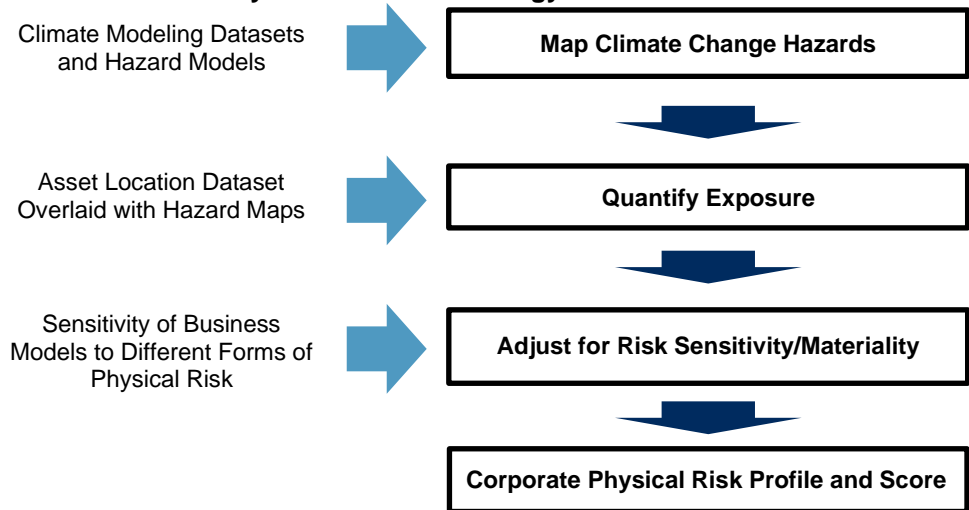 Climate Modeling Datasets
and Hazard Models
Map Climate Change Hazards
Asset Location Dataset
Overlaid with Hazard Maps
Quantify Exposure
Sensitivity of Business
Models to Different Forms of
Physical Risk
Adjust for Risk Sensitivity/Materiality
Corporate Physical Risk Profile and Score